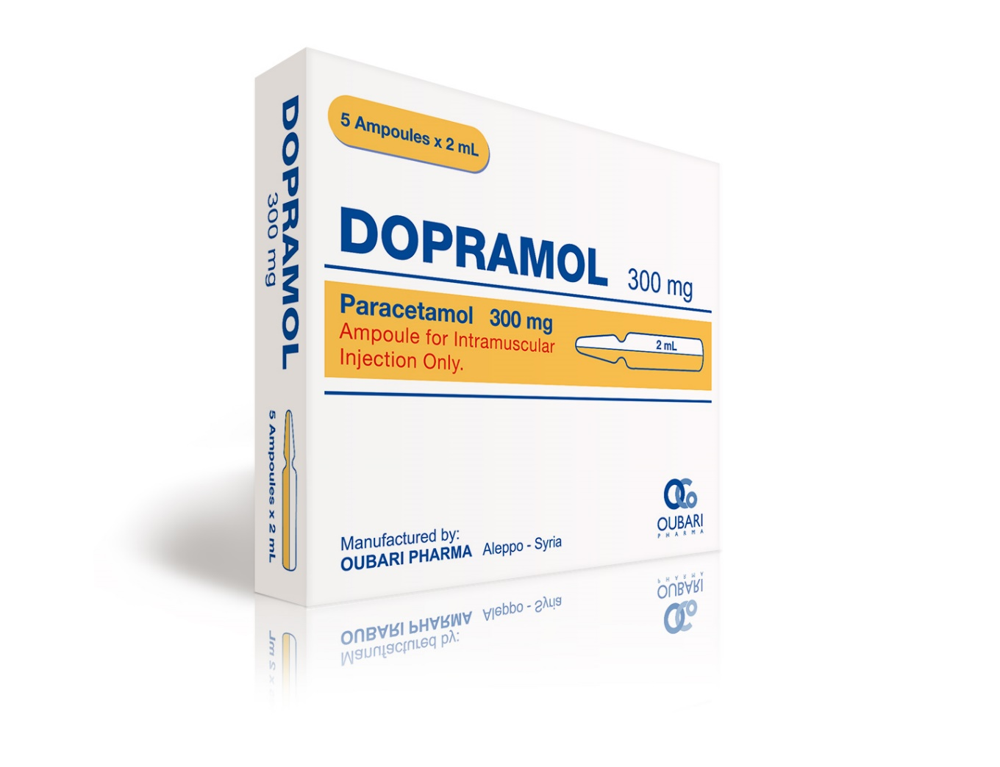 DOPRAMOL
300 mg
5 Ampoules x 2 mL
5 Ampoules x 2 mL
DOPRAMOL 300 mg
Paracetamol 300 mg
Ampoule for Intramuscular
Injection Only.
2 mL
Manufactured by:
OUBARI PHARMA Aleppo - Syria
OCo
OUBARI
PHARMA